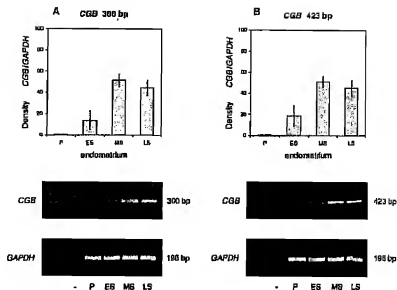 A CGB 300 bp
CGB/GAPDH
Density
100
80
60
40
20
0
P ES MS LS
endometrium
CGB 300 bp
GAPDH 198 bp
- P ES MS LS
B CGB 423 bp
CGB/GAPDH
Density
100
80
60
40
20
0
P ES MS LS
endometrium
CGB 423 bp
GAPDH 198 bp
- P ES MS LS